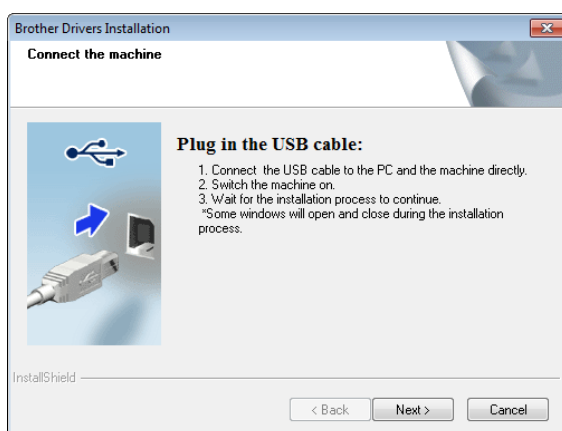 Brother Drivers Installation
Connect the machine
Plug in the USB cable:
1. Connect the USB cable to the PC and the machine directly.
2. Switch the machine on.
3. Wait for the installation process to continue.
*Some windows will open and close during the installation
process.
InstallShield
< Back
Next >
Cancel